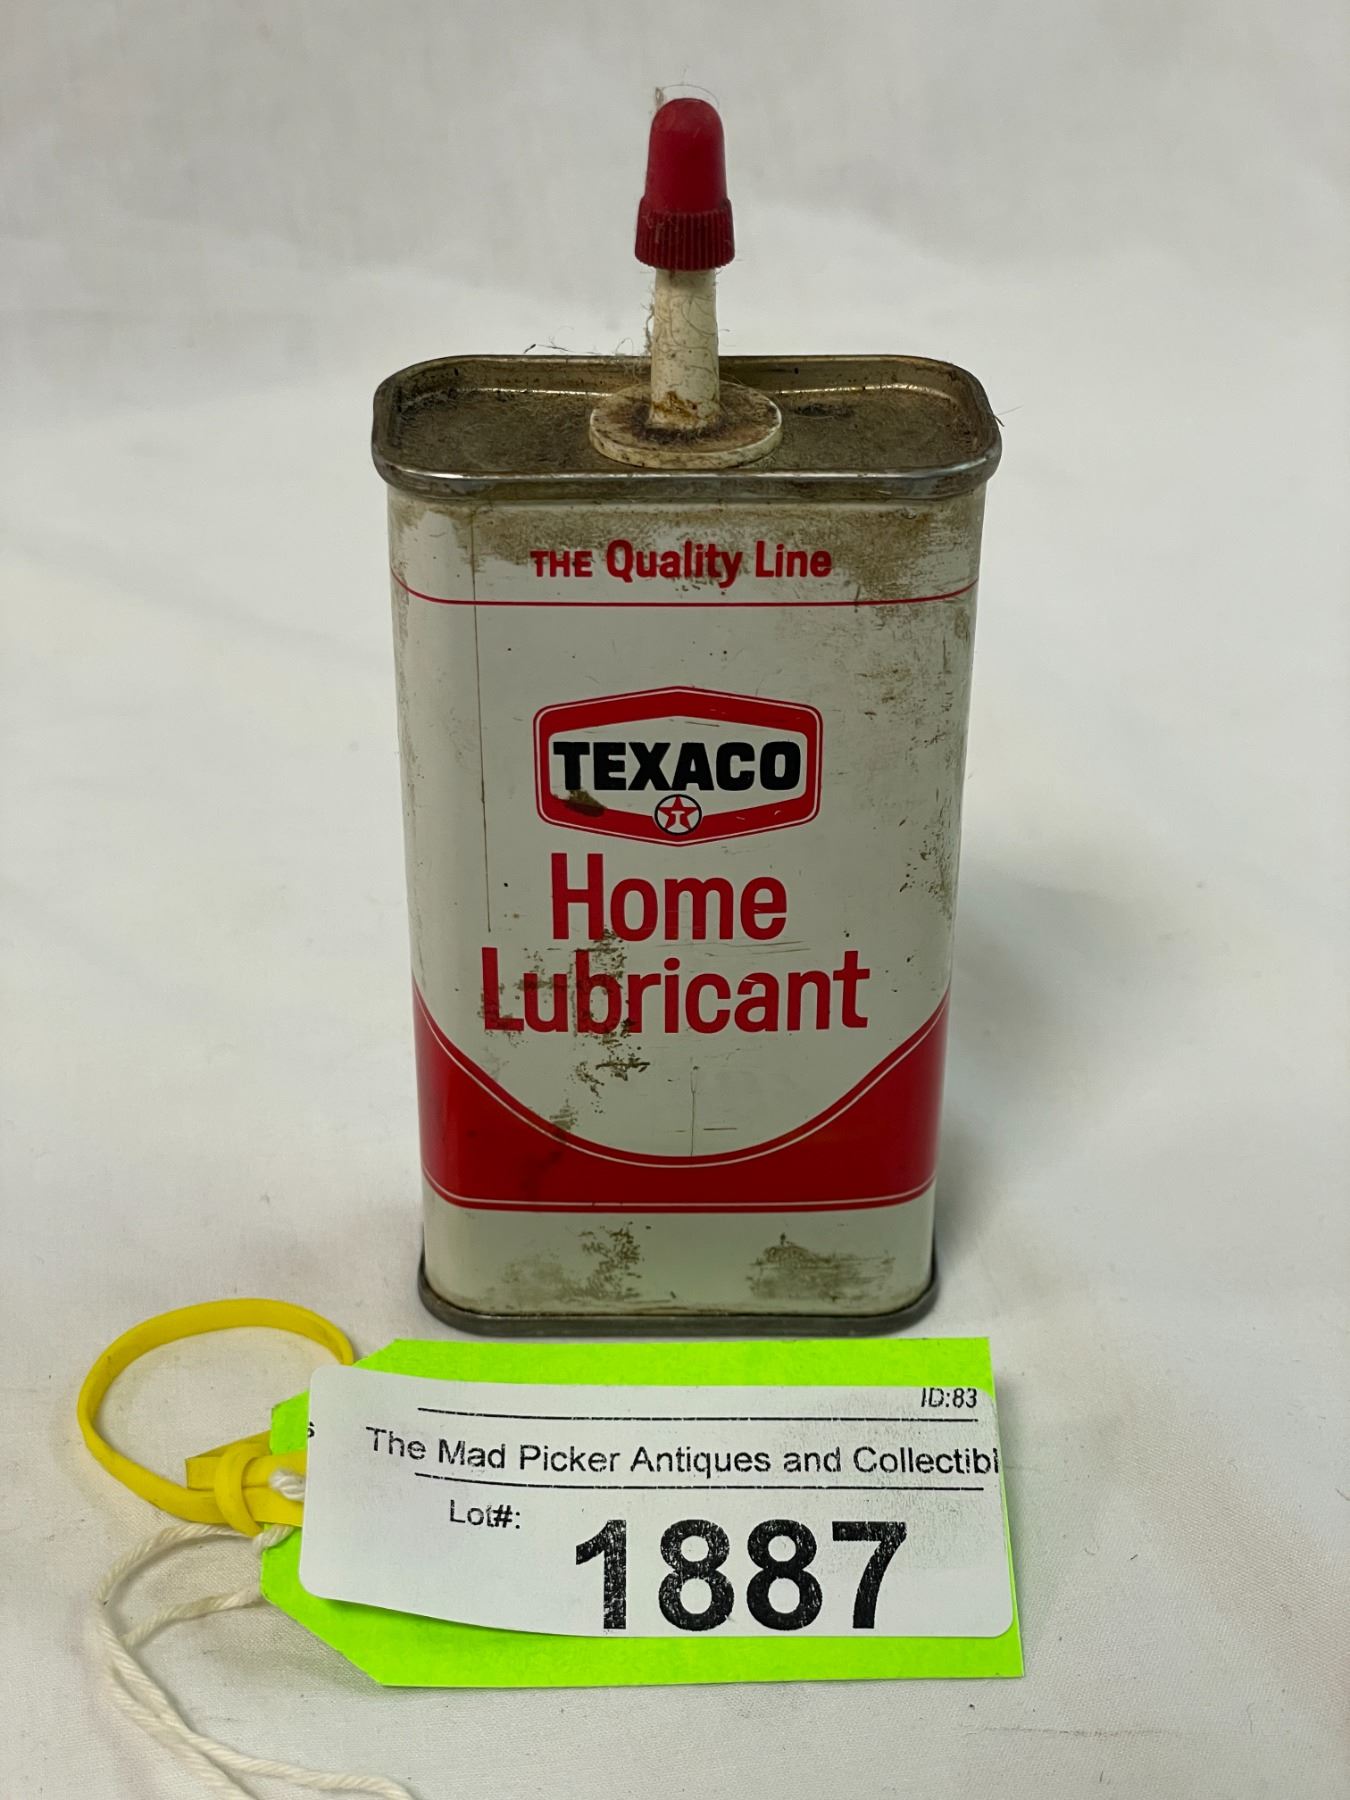 THE Quality Line
TEXACO
T
Home
Lubricant
ID:83
The Mad Picker Antiques and Collectibl
s
Lot#:
1887